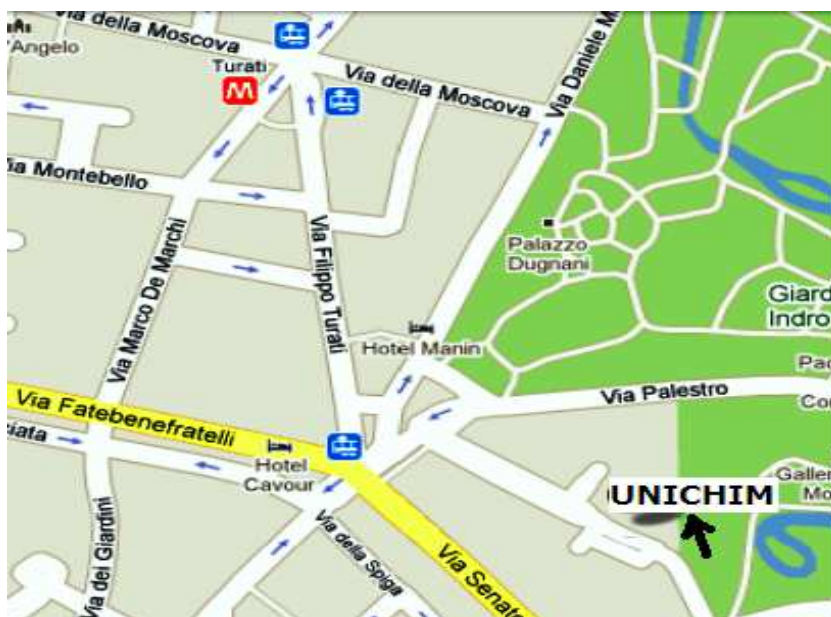 Via della Moscova
D'Angelo
Turati
M
Via della Moscova
Via Daniele M
Via Montebello
Via Marco De Marchi
Via Filippo Turati
Palazzo
Dugnani
Giard
Indro
Hotel Manin
Pa
Via Palestro
Co
Via Fatebenefratelli
ciata
Hotel
Cavour
Galler
Mo
UNICHIM
Via dei Giardini
Via della Spiga
Via Senato